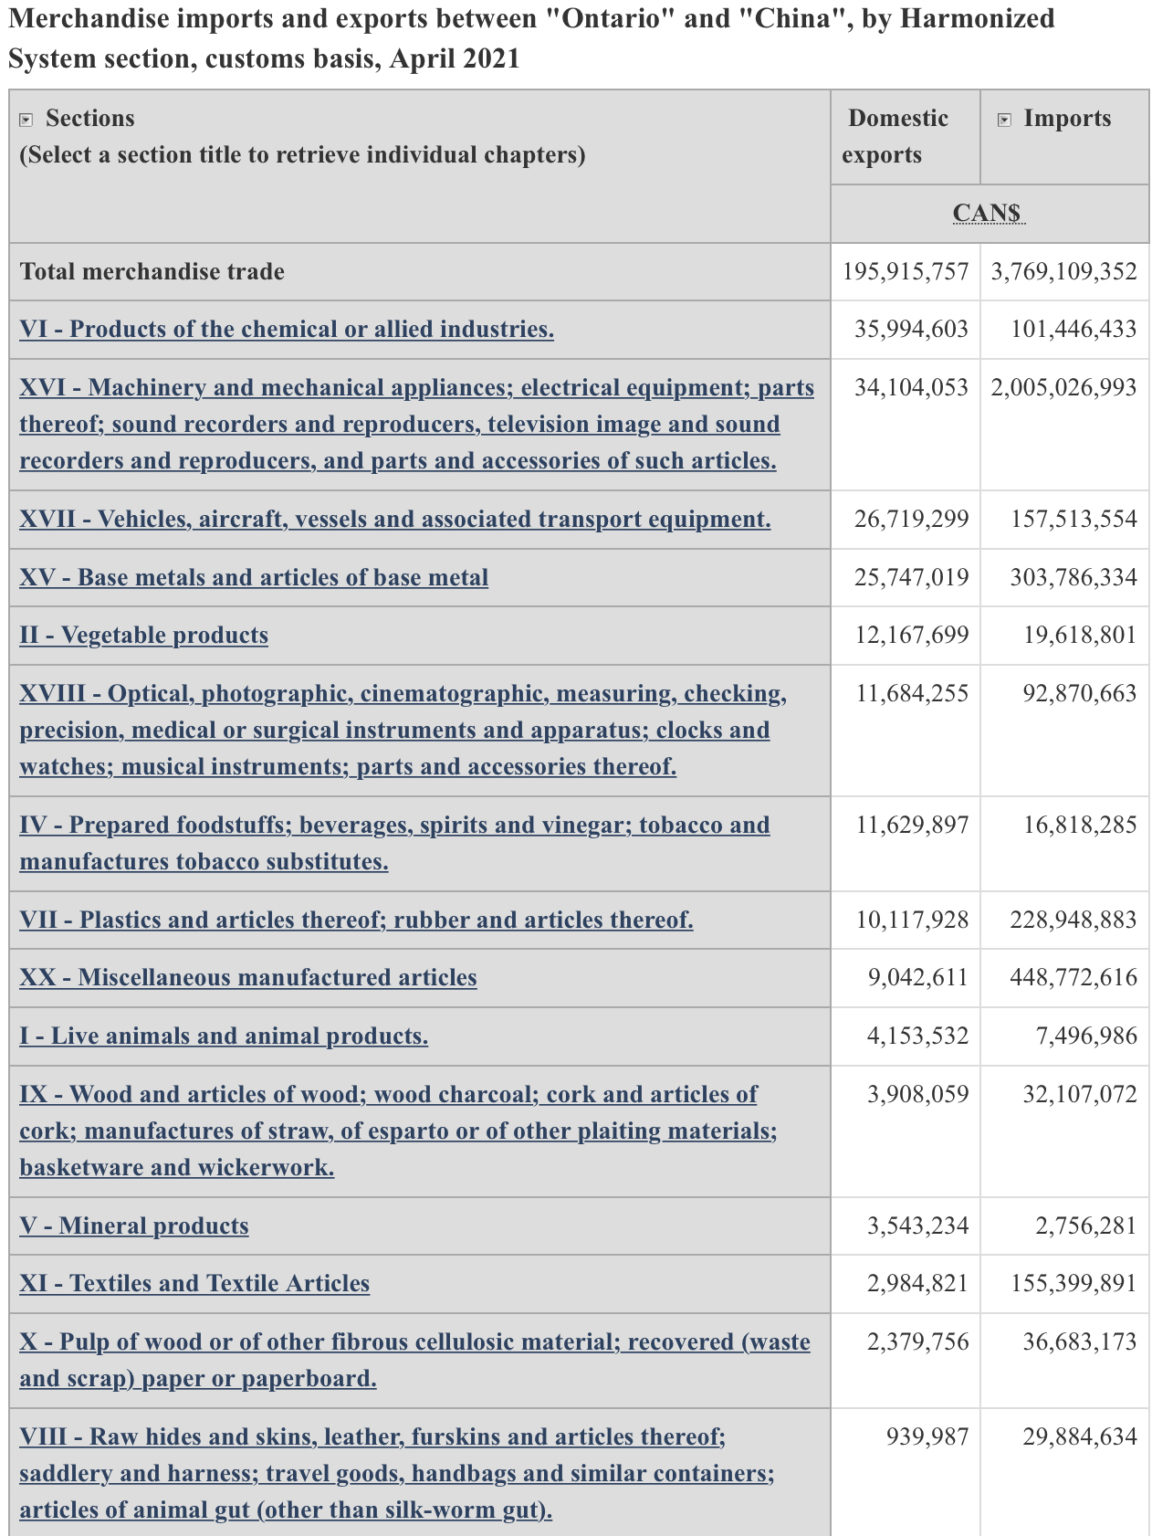 Merchandise imports and exports between "Ontario" and "China", by Harmonized
System section, customs basis, April 2021
Sections
(Select a section title to retrieve individual chapters)
Domestic
exports
Imports
CAN$
Total merchandise trade 195,915,757 3,769,109,352
VI - Products of the chemical or allied industries. 35,994,603 101,446,433
XVI - Machinery and mechanical appliances; electrical equipment; parts 34,104,053 2,005,026,993
thereof; sound recorders and reproducers, television image and sound
recorders and reproducers, and parts and accessories of such articles.
XVII - Vehicles, aircraft, vessels and associated transport equipment. 26,719,299 157,513,554
XV - Base metals and articles of base metal 25,747,019 303,786,334
II - Vegetable products 12,167,699 19,618,801
XVIII - Optical, photographic, cinematographic, measuring, checking, 11,684,255 92,870,663
precision, medical or surgical instruments and apparatus; clocks and
watches; musical instruments; parts and accessories thereof.
IV - Prepared foodstuffs; beverages, spirits and vinegar; tobacco and 11,629,897 16,818,285
manufactures tobacco substitutes.
VII - Plastics and articles thereof; rubber and articles thereof. 10,117,928 228,948,883
XX - Miscellaneous manufactured articles 9,042,611 448,772,616
I - Live animals and animal products. 4,153,532 7,496,986
IX - Wood and articles of wood; wood charcoal; cork and articles of 3,908,059 32,107,072
cork; manufactures of straw, of esparto or of other plaiting materials;
basketware and wickerwork.
V - Mineral products 3,543,234 2,756,281
XI - Textiles and Textile Articles 2,984,821 155,399,891
X - Pulp of wood or of other fibrous cellulosic material; recovered (waste 2,379,756 36,683,173
and scrap) paper or paperboard.
VIII - Raw hides and skins, leather, furskins and articles thereof; 939,987 29,884,634
saddlery and harness; travel goods, handbags and similar containers;
articles of animal gut (other than silk-worm gut).